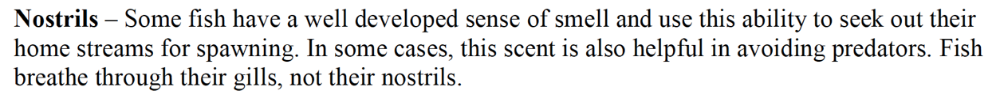 Nostrils – Some fish have a well developed sense of smell and use this ability to seek out their
home streams for spawning. In some cases, this scent is also helpful in avoiding predators. Fish
breathe through their gills, not their nostrils.